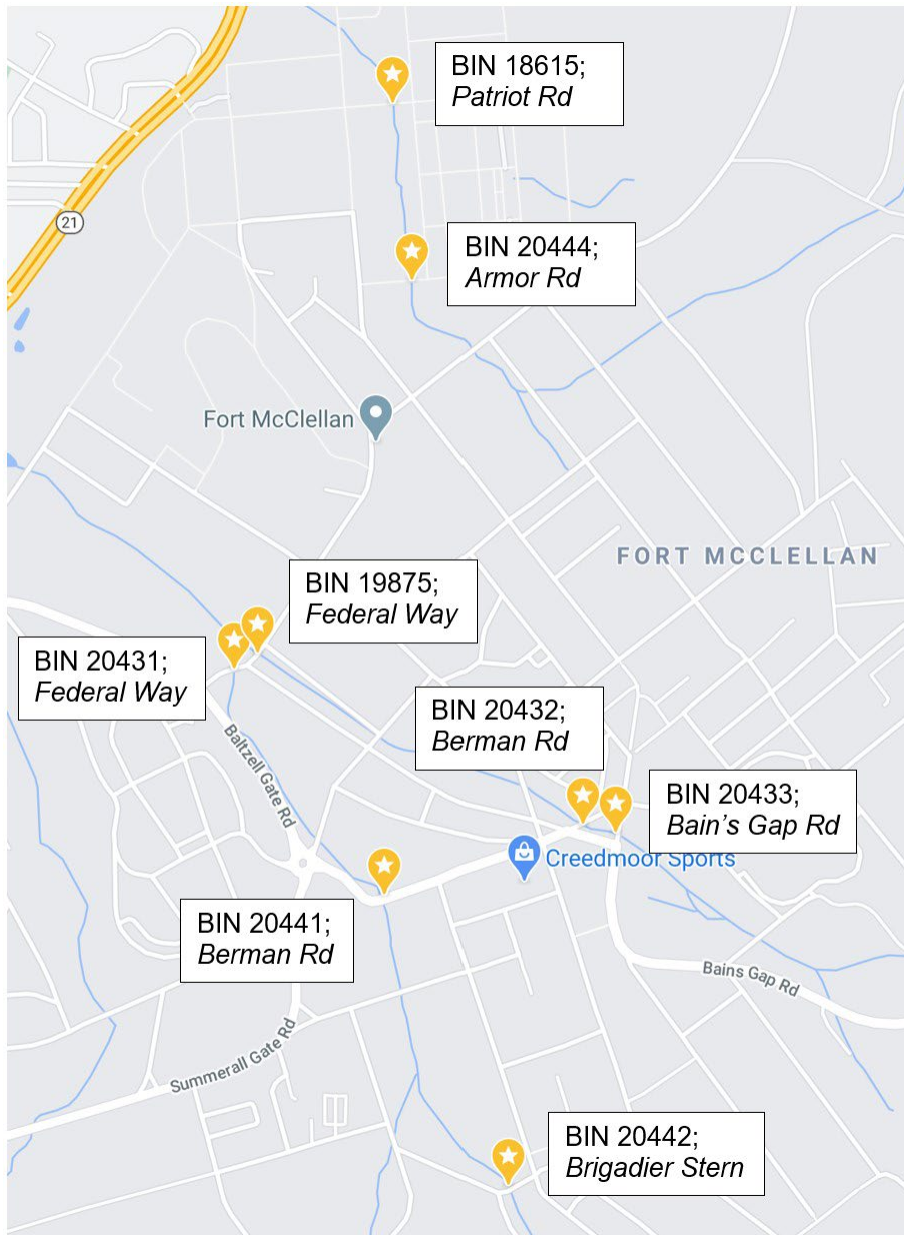 BIN 18615;
Patriot Rd
21
BIN 20444;
Armor Rd
Fort McClellan
FORT MCCLELLAN
BIN 19875;
Federal Way
BIN 20431;
Federal Way
BIN 20432;
Berman Rd
Baltzell Gate Rd
BIN 20433;
Bain's Gap Rd
Creedmoor Sports
BIN 20441;
Berman Rd
Bains Gap Rd
Summerall Gate Rd
BIN 20442;
Brigadier Stern